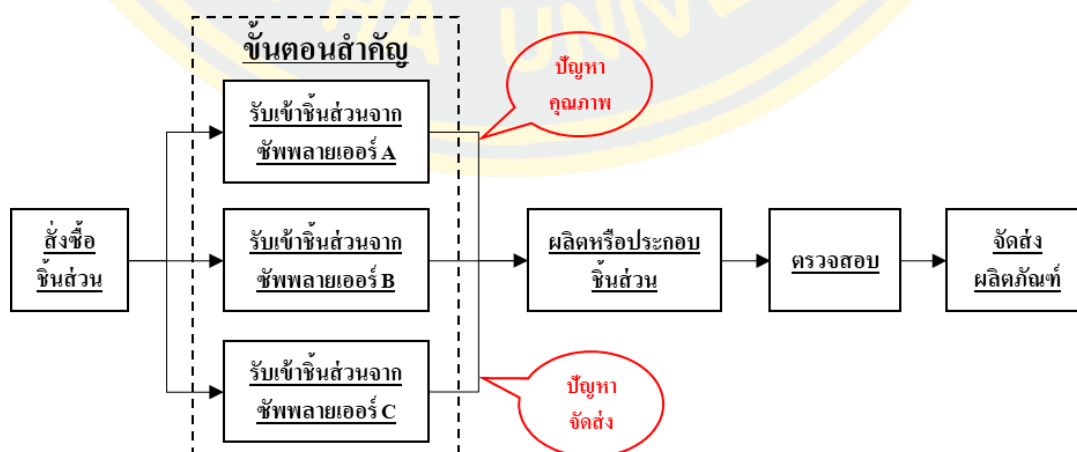 HA UNIVE
ขั้นตอนสำคัญ
ปัญหา
คุณภาพ
รับเข้าชิ้นส่วนจาก
ซัพพลายเออร์ A
สั่งซื้อ
ชิ้นส่วน
รับเข้าชิ้นส่วนจาก
ซัพพลายเออร์ B
ผลิตหรือประกอบ
ชิ้นส่วน
ตรวจสอบ
จัดส่ง
ผลิตภัณฑ์
รับเข้าชิ้นส่วนจาก
ซัพพลายเออร์ C
ปัญหา
จัดส่ง